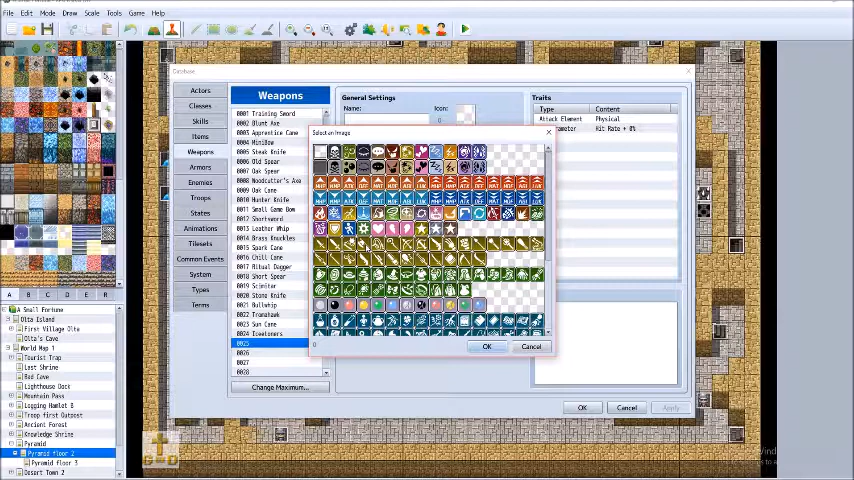 File Edit Mode Draw Scale Tools Game Help
Database
Actors
Classes
Skills
Items
Weapons
Armors
Enemies
Troops
States
Animations
Tilesets
Common Events
System
Types
Terms
Weapons
0001 Training Sword
0002 Blunt Axe
0003 Apprentice Cane
0004 MiniBow
0005 Steak Knife
0006 Old Spear
0007 Oak Spear
0008 Woodcutter's Axe
0009 Oak Cane
0010 Hunter Knife
0011 Small Game Bow
0012 Shortsword
0013 Leather Whip
0014 Brass Knuckles
0015 Spark Cane
0016 Chill Cane
0017 Ritual Dagger
0018 Short Spear
0019 Scimitar
0020 Stone Knife
0021 Bullwhip
0022 Tomahawk
0023 Sun Cane
0025
0026
0027
0028
Change Maximum...
General Settings
Name:
Icon:
Traits
Type Content
Attack Element Physical
Hit Rate + 0%
Select an Image
0
OK Cancel
OK Cancel Apply
A B C D E R
A Small Fortune
Olta Island
First Village Olta
Olta's Cave
World Map 1
Tourist Trap
Last Shrine
Bad Cave
Lighthouse Dock
Mountain Pass
Logging Hamlet B
Troop first Outpost
Ancient Forest
Knowledge Shrine
Pyramid
Pyramid floor 2
Pyramid floor 3
Desert Town 2